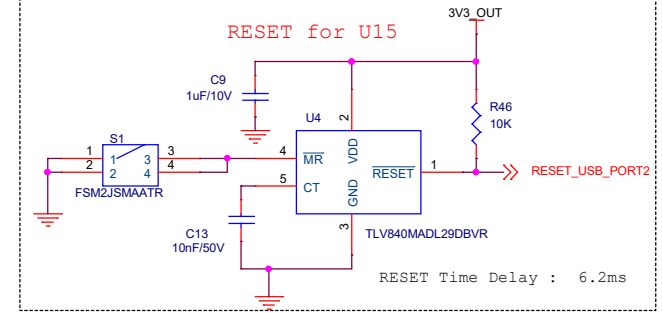 3V3_OUT
RESET for U15
C9
1uF/10V
R46
10K
U4
2
S1
1
2
1
2
3
4
3
4
4
5
MR
CT
VDD
GND
RESET
1
RESET_USB_PORT2
FSM2JSMAATR
3
TLV840MADL29DBVR
C13
10nF/50V
RESET Time Delay : 6.2ms